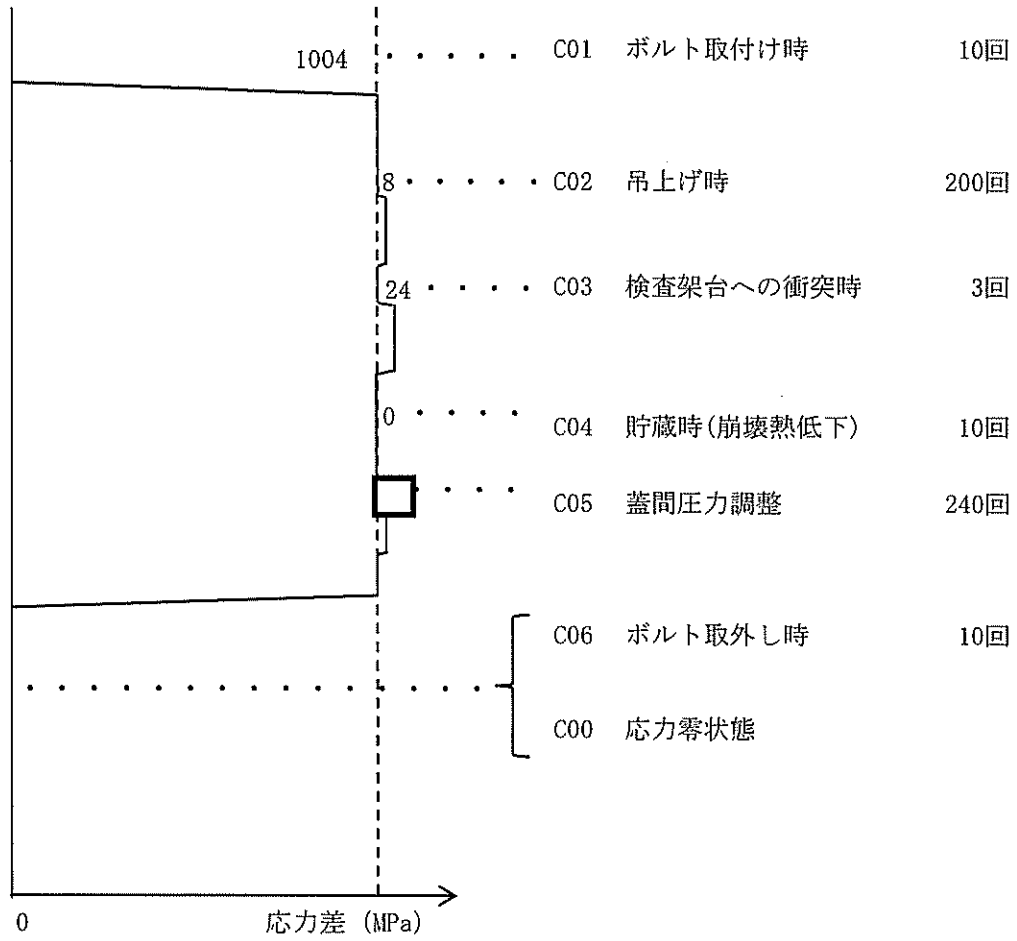 1004 C01 ボルト取付け時 10回
8 C02 吊上げ時 200回
24 C03 検査架台への衝突時 3回
0 C04 貯蔵時(崩壊熱低下) 10回
C05 蓋間圧力調整 240回
C06 ボルト取外し時 10回
C00 応力零状態
0 応力差 (MPa)